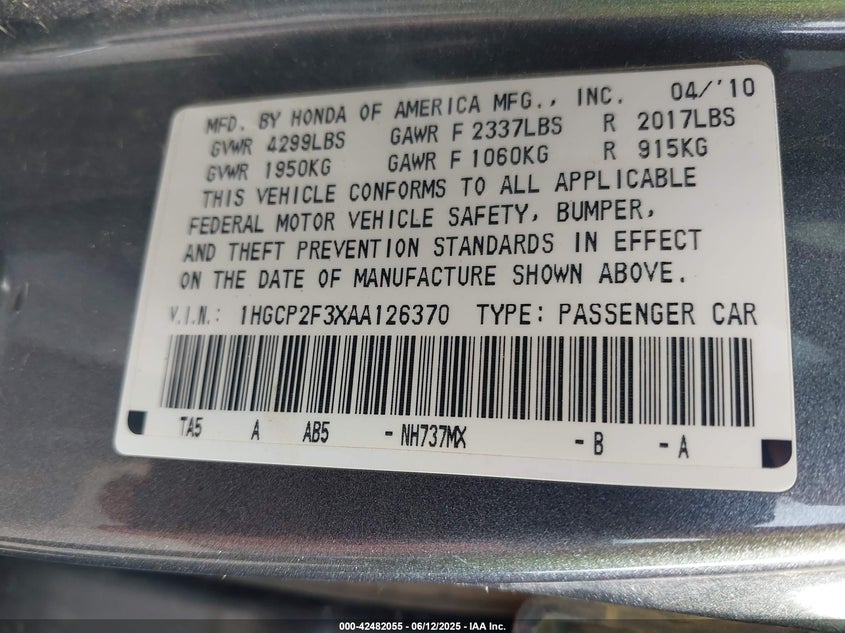 MFD. BY HONDA OF AMERICA MFG., INC. 04/'10
GVWR 4299LBS GAWR F 2337LBS R 2017LBS
GVWR 1950KG GAWR F 1060KG R 915KG
THIS VEHICLE CONFORMS TO ALL APPLICABLE
FEDERAL MOTOR VEHICLE SAFETY, BUMPER,
AND THEFT PREVENTION STANDARDS IN EFFECT
ON THE DATE OF MANUFACTURE SHOWN ABOVE.
V.I.N.: 1HGCP2F3XAA126370 TYPE: PASSENGER CAR
TA5 A AB5 -NH737MX -B -A
000-42482055 - 06/12/2025 - IAA Inc.